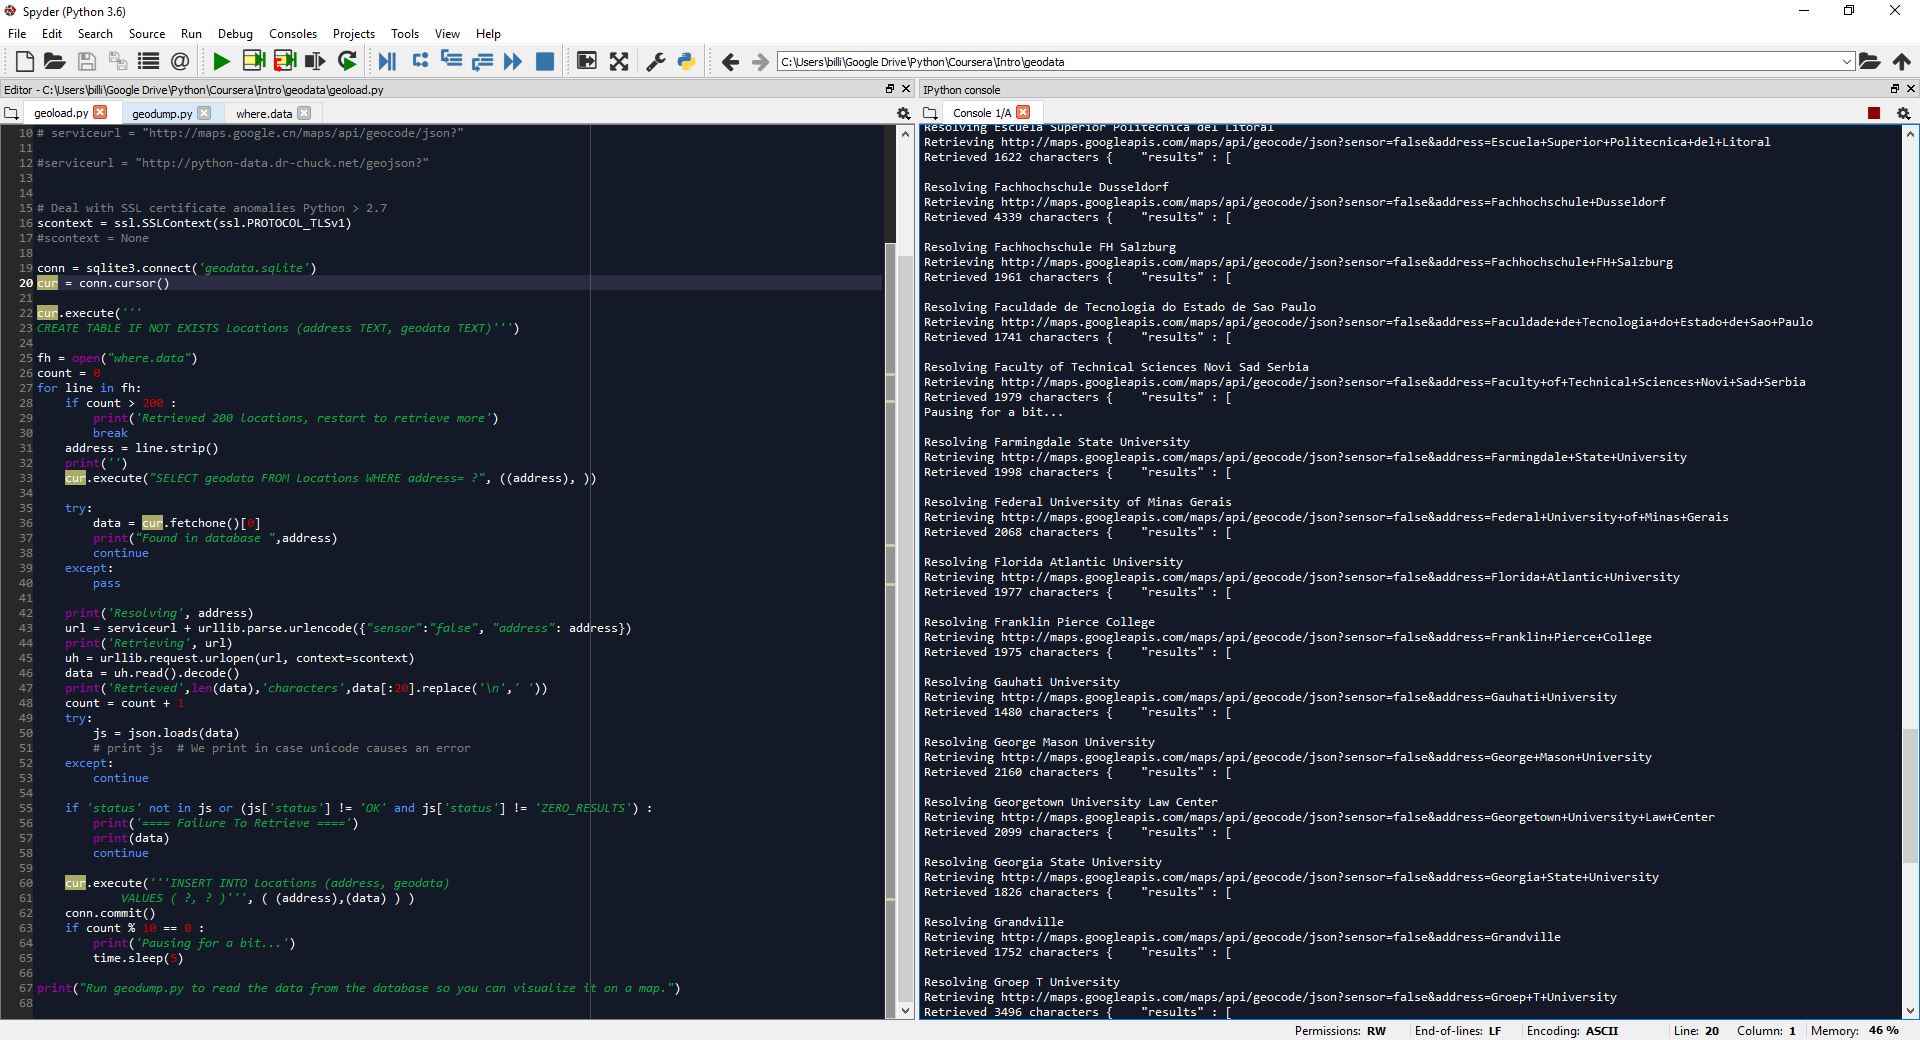 Spyder (Python 3.6)
File Edit Search Source Run Debug Consoles Projects Tools View Help
C:\Users\billi\Google Drive\Python\Coursera\Intro\geodata
Editor - C:\Users\billi\Google Drive\Python\Coursera\Intro\geodata\geoload.py
geoload.py geodump.py where.data
10 # serviceurl = "http://maps.google.cn/maps/api/geocode/json?"
11
12 #serviceurl = "http://python-data.dr-chuck.net/geojson?"
13
14
15 # Deal with SSL certificate anomalies Python > 2.7
16 scontext = ssl.SSLContext(ssl.PROTOCOL_TLSv1)
17 #scontext = None
18
19 conn = sqlite3.connect('geodata.sqlite')
20 cur = conn.cursor()
21
22 cur.execute('''
23 CREATE TABLE IF NOT EXISTS Locations (address TEXT, geodata TEXT)''')
24
25 fh = open("where.data")
26 count = 0
27 for line in fh:
28     if count > 200 :
29         print('Retrieved 200 locations, restart to retrieve more')
30         break
31     address = line.strip()
32     print('')
33     cur.execute("SELECT geodata FROM Locations WHERE address= ?", ((address), ))
34
35     try:
36         data = cur.fetchone()[0]
37         print("Found in database ",address)
38         continue
39     except:
40         pass
41
42     print('Resolving', address)
43     url = serviceurl + urllib.parse.urlencode({"sensor":"false", "address": address})
44     print('Retrieving', url)
45     uh = urllib.request.urlopen(url, context=scontext)
46     data = uh.read().decode()
47     print('Retrieved',len(data),'characters',data[:20].replace('\n',' '))
48     count = count + 1
49     try:
50         js = json.loads(data)
51         # print js  # We print in case unicode causes an error
52     except:
53         continue
54
55     if 'status' not in js or (js['status'] != 'OK' and js['status'] != 'ZERO_RESULTS') :
56         print('==== Failure To Retrieve ====')
57         print(data)
58         continue
59
60     cur.execute('''INSERT INTO Locations (address, geodata)
61             VALUES ( ?, ? )''', ( (address),(data) ) )
62     conn.commit()
63     if count % 10 == 0 :
64         print('Pausing for a bit...')
65         time.sleep(5)
66
67 print("Run geodump.py to read the data from the database so you can visualize it on a map.")
68
IPython console
Console 1/A
Resolving Escuela Superior Politecnica del Litoral
Retrieving http://maps.googleapis.com/maps/api/geocode/json?sensor=false&address=Escuela+Superior+Politecnica+del+Litoral
Retrieved 1622 characters {    "results" : [
Resolving Fachhochschule Dusseldorf
Retrieving http://maps.googleapis.com/maps/api/geocode/json?sensor=false&address=Fachhochschule+Dusseldorf
Retrieved 4339 characters {    "results" : [
Resolving Fachhochschule FH Salzburg
Retrieving http://maps.googleapis.com/maps/api/geocode/json?sensor=false&address=Fachhochschule+FH+Salzburg
Retrieved 1961 characters {    "results" : [
Resolving Faculdade de Tecnologia do Estado de Sao Paulo
Retrieving http://maps.googleapis.com/maps/api/geocode/json?sensor=false&address=Faculdade+de+Tecnologia+do+Estado+de+Sao+Paulo
Retrieved 1741 characters {    "results" : [
Resolving Faculty of Technical Sciences Novi Sad Serbia
Retrieving http://maps.googleapis.com/maps/api/geocode/json?sensor=false&address=Faculty+of+Technical+Sciences+Novi+Sad+Serbia
Retrieved 1979 characters {    "results" : [
Pausing for a bit...
Resolving Farmingdale State University
Retrieving http://maps.googleapis.com/maps/api/geocode/json?sensor=false&address=Farmingdale+State+University
Retrieved 1998 characters {    "results" : [
Resolving Federal University of Minas Gerais
Retrieving http://maps.googleapis.com/maps/api/geocode/json?sensor=false&address=Federal+University+of+Minas+Gerais
Retrieved 2068 characters {    "results" : [
Resolving Florida Atlantic University
Retrieving http://maps.googleapis.com/maps/api/geocode/json?sensor=false&address=Florida+Atlantic+University
Retrieved 1977 characters {    "results" : [
Resolving Franklin Pierce College
Retrieving http://maps.googleapis.com/maps/api/geocode/json?sensor=false&address=Franklin+Pierce+College
Retrieved 1975 characters {    "results" : [
Resolving Gauhati University
Retrieving http://maps.googleapis.com/maps/api/geocode/json?sensor=false&address=Gauhati+University
Retrieved 1480 characters {    "results" : [
Resolving George Mason University
Retrieving http://maps.googleapis.com/maps/api/geocode/json?sensor=false&address=George+Mason+University
Retrieved 2160 characters {    "results" : [
Resolving Georgetown University Law Center
Retrieving http://maps.googleapis.com/maps/api/geocode/json?sensor=false&address=Georgetown+University+Law+Center
Retrieved 2099 characters {    "results" : [
Resolving Georgia State University
Retrieving http://maps.googleapis.com/maps/api/geocode/json?sensor=false&address=Georgia+State+University
Retrieved 1826 characters {    "results" : [
Resolving Grandville
Retrieving http://maps.googleapis.com/maps/api/geocode/json?sensor=false&address=Grandville
Retrieved 1752 characters {    "results" : [
Resolving Groep T University
Retrieving http://maps.googleapis.com/maps/api/geocode/json?sensor=false&address=Groep+T+University
Retrieved 3496 characters {    "results" : [
Permissions: RW End-of-lines: LF Encoding: ASCII Line: 20 Column: 1 Memory: 46 %